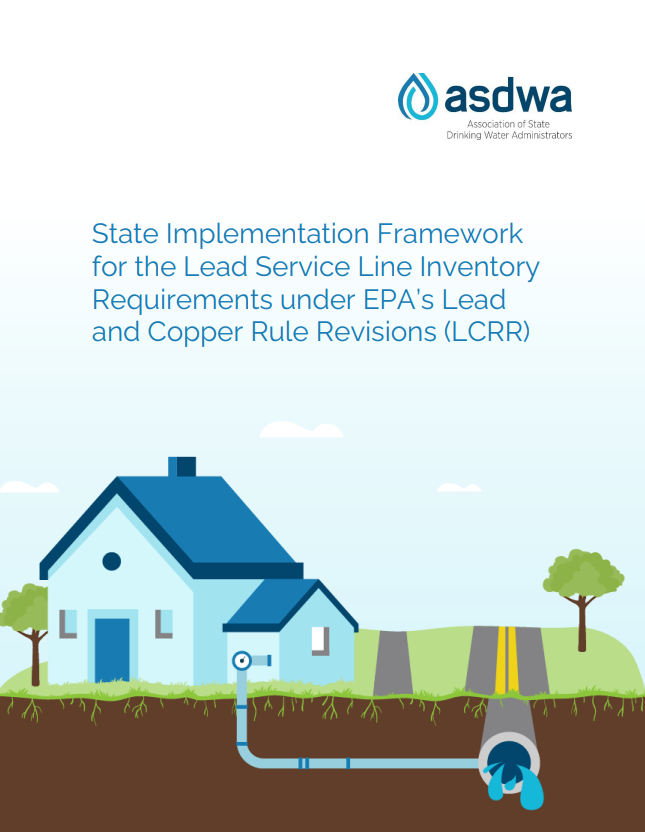 asdwa
Association of State
Drinking Water Administrators
State Implementation Framework
for the Lead Service Line Inventory
Requirements under EPA’s Lead
and Copper Rule Revisions (LCRR)